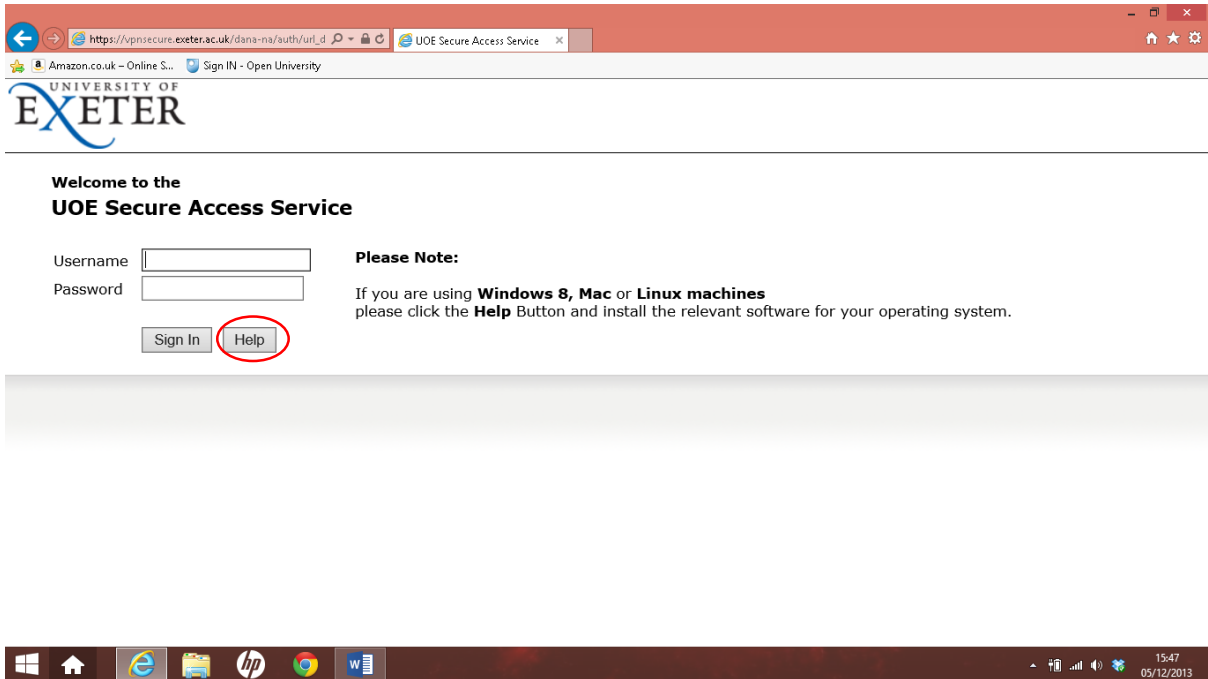 https://vpnsecure.exeter.ac.uk/dana-na/auth/url_d
UOE Secure Access Service
Amazon.co.uk – Online S...
Sign IN - Open University
UNIVERSITY OF
EXETER
Welcome to the
UOE Secure Access Service
Username
Password
Sign In
Help
Please Note:
If you are using Windows 8, Mac or Linux machines
please click the Help Button and install the relevant software for your operating system.
hp
15:47
05/12/2013